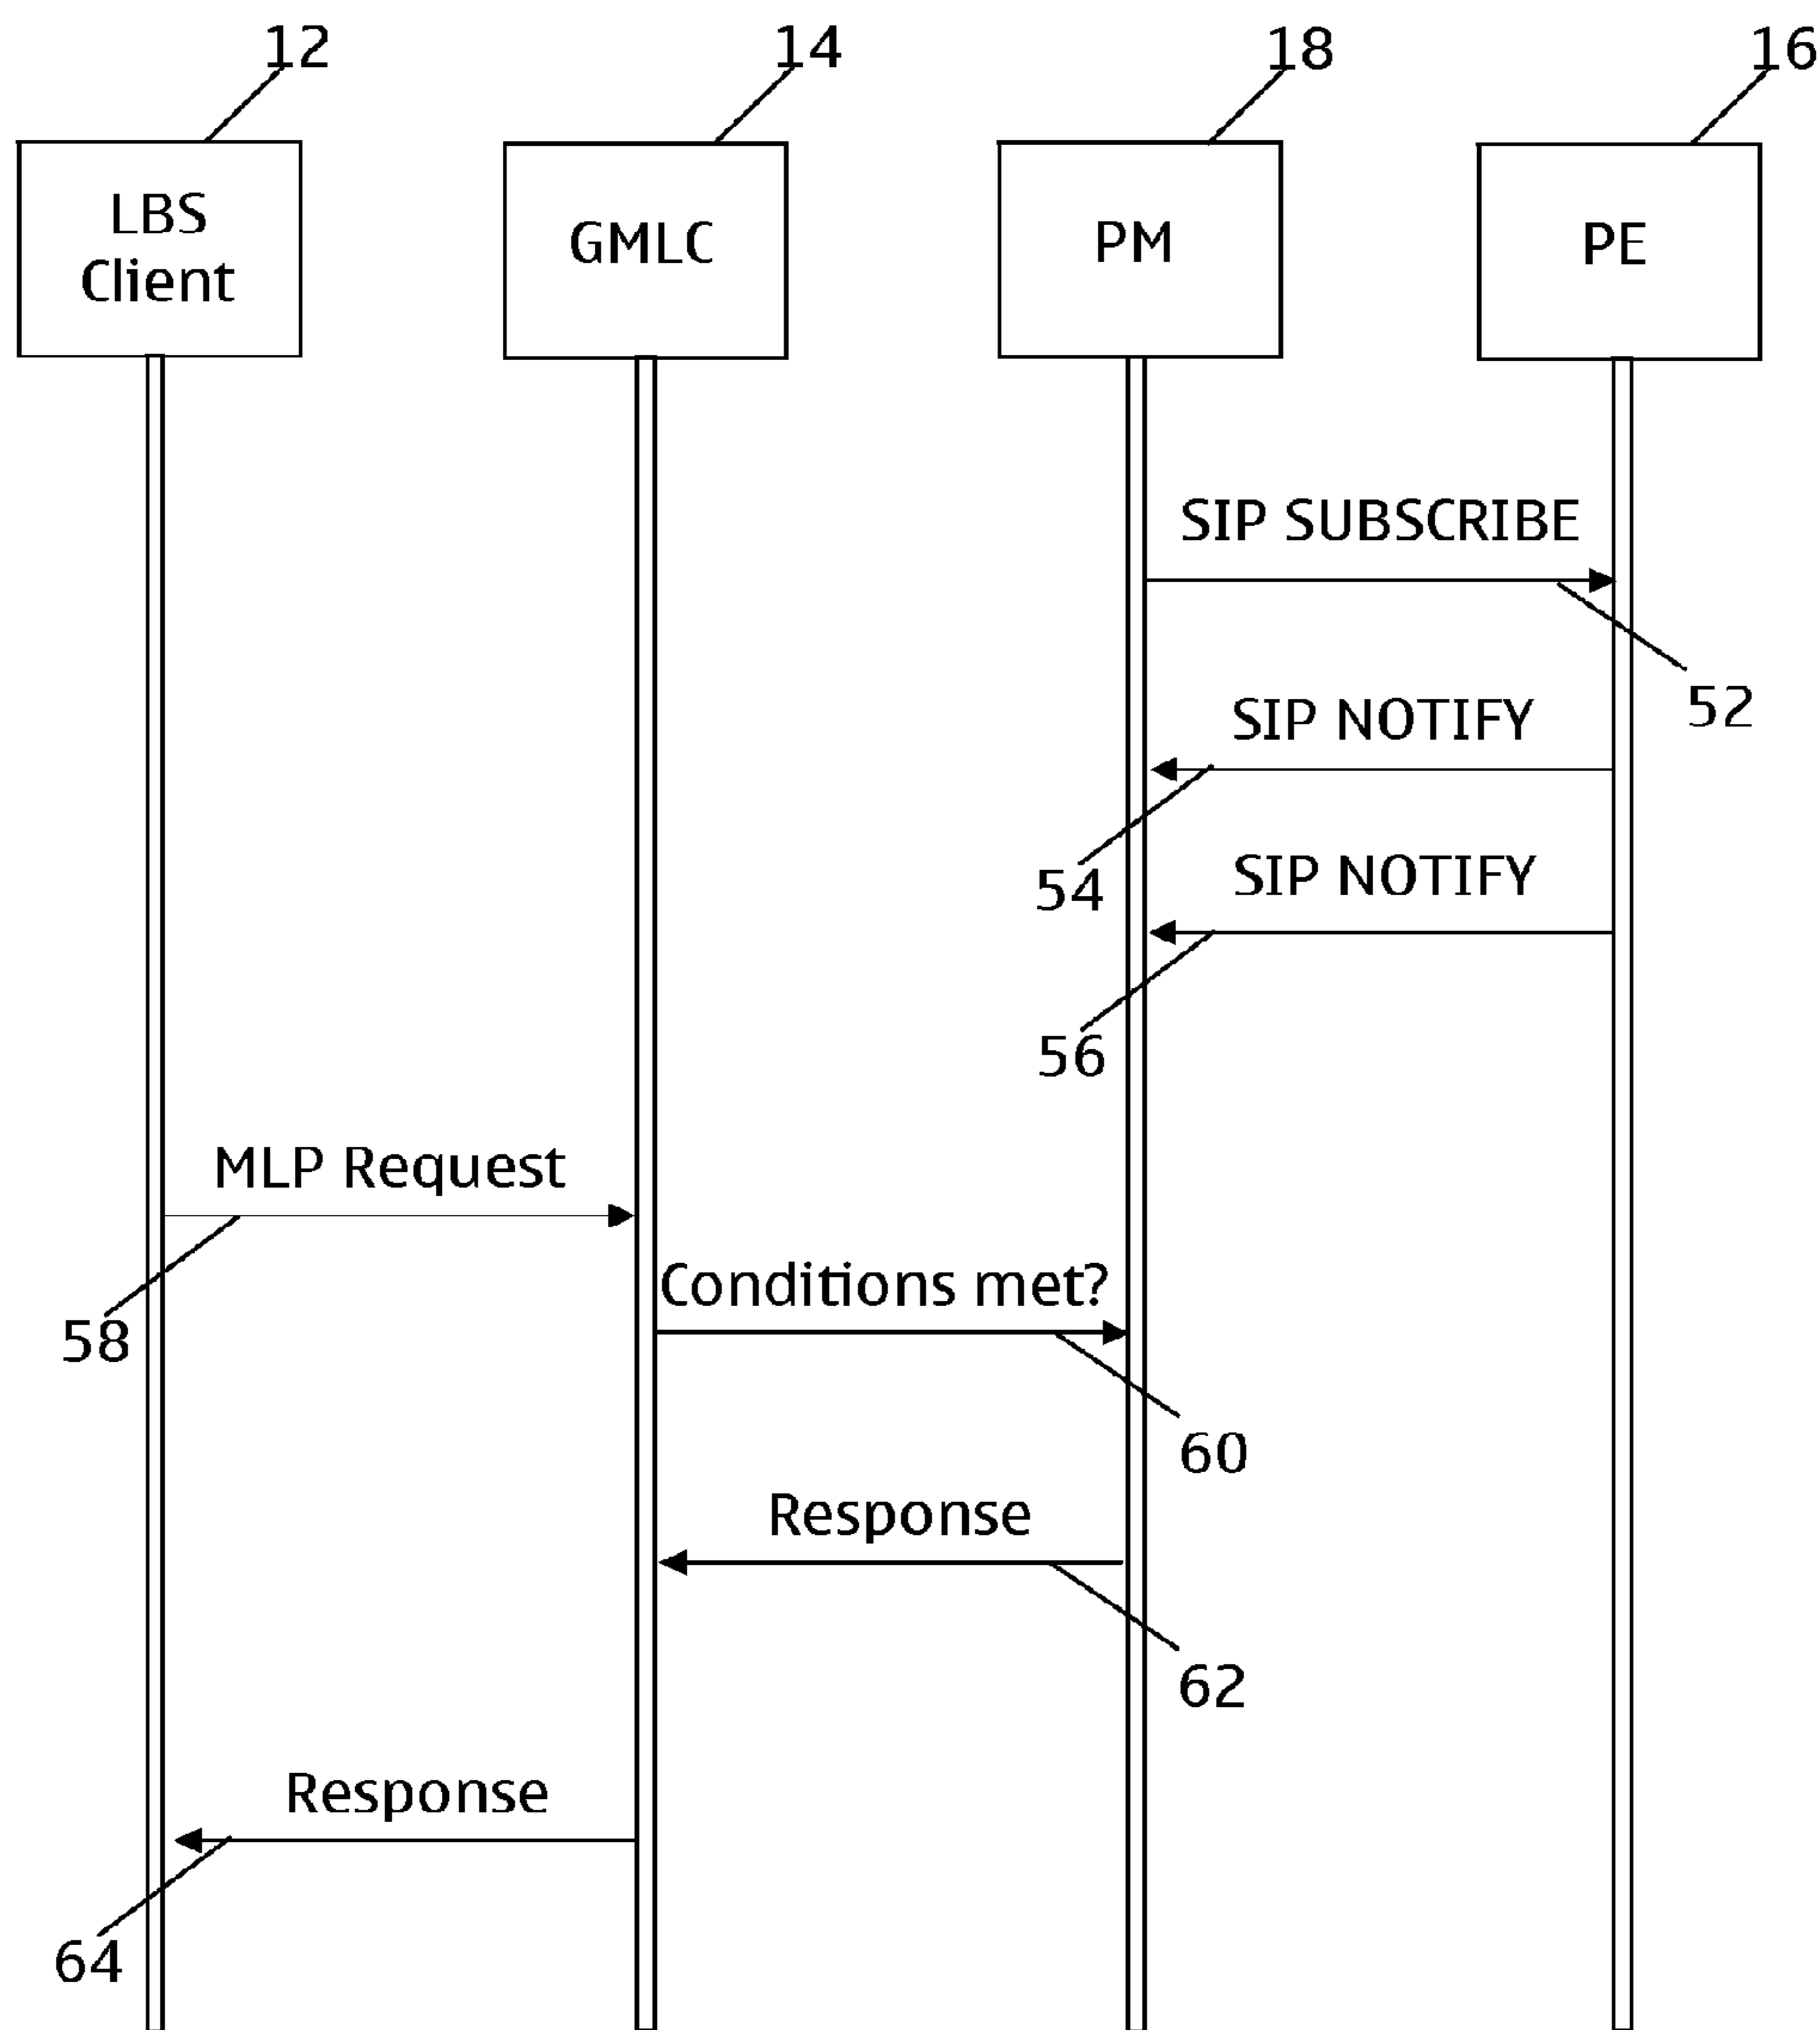 12
14
18
16
LBS
Client
GMLC
PM
PE
SIP SUBSCRIBE
52
SIP NOTIFY
54
SIP NOTIFY
56
MLP Request
58
Conditions met?
60
Response
62
Response
64